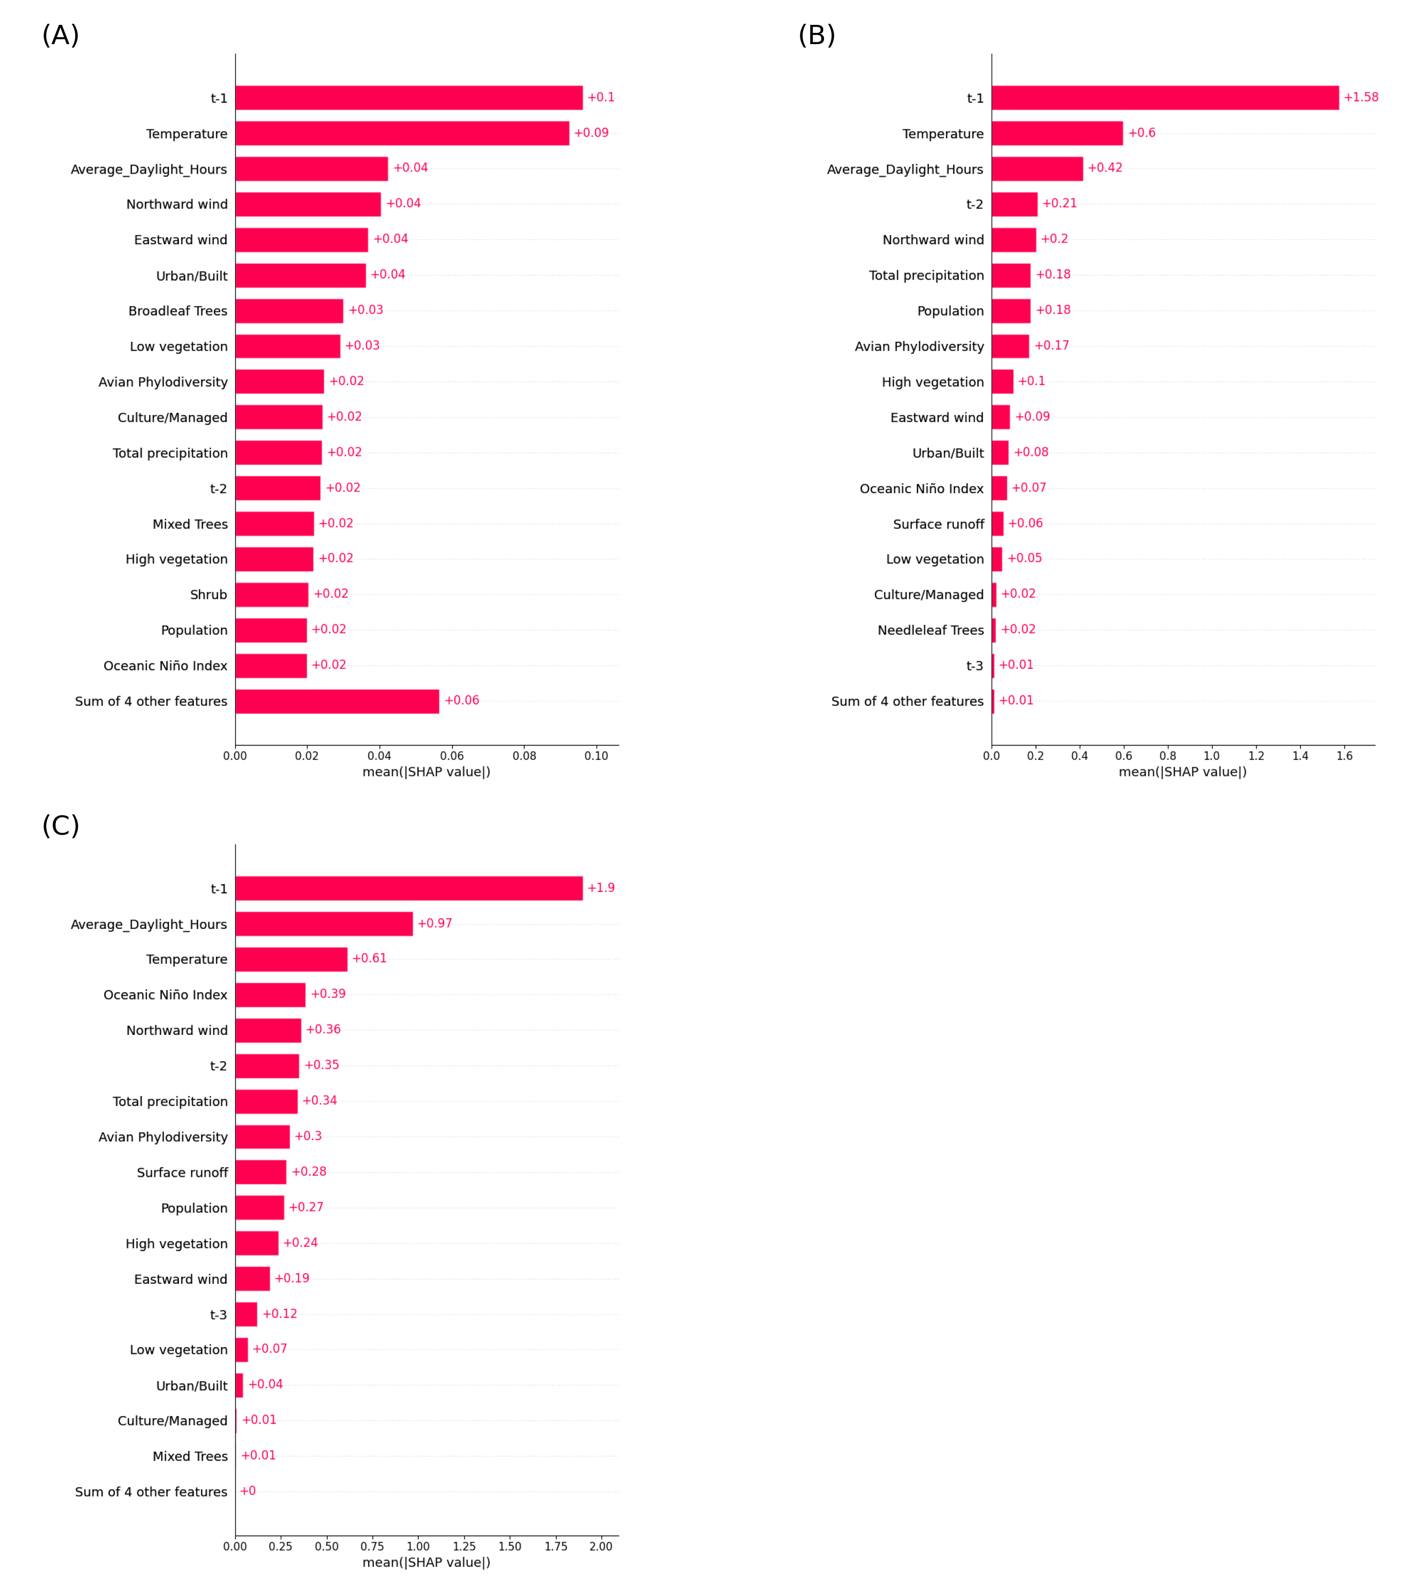 (A)
t-1 +0.1
Temperature +0.09
Average_Daylight_Hours +0.04
Northward wind +0.04
Eastward wind +0.04
Urban/Built +0.04
Broadleaf Trees +0.03
Low vegetation +0.03
Avian Phylodiversity +0.02
Culture/Managed +0.02
Total precipitation +0.02
t-2 +0.02
Mixed Trees +0.02
High vegetation +0.02
Shrub +0.02
Population +0.02
Oceanic Niño Index +0.02
Sum of 4 other features +0.06
0.00 0.02 0.04 0.06 0.08 0.10
mean(|SHAP value|)
(B)
t-1 +1.58
Temperature +0.6
Average_Daylight_Hours +0.42
t-2 +0.21
Northward wind +0.2
Total precipitation +0.18
Population +0.18
Avian Phylodiversity +0.17
High vegetation +0.1
Eastward wind +0.09
Urban/Built +0.08
Oceanic Niño Index +0.07
Surface runoff +0.06
Low vegetation +0.05
Culture/Managed +0.02
Needleleaf Trees +0.02
t-3 +0.01
Sum of 4 other features +0.01
0.0 0.2 0.4 0.6 0.8 1.0 1.2 1.4 1.6
mean(|SHAP value|)
(C)
t-1 +1.9
Average_Daylight_Hours +0.97
Temperature +0.61
Oceanic Niño Index +0.39
Northward wind +0.36
t-2 +0.35
Total precipitation +0.34
Avian Phylodiversity +0.3
Surface runoff +0.28
Population +0.27
High vegetation +0.24
Eastward wind +0.19
t-3 +0.12
Low vegetation +0.07
Urban/Built +0.04
Culture/Managed +0.01
Mixed Trees +0.01
Sum of 4 other features +0
0.00 0.25 0.50 0.75 1.00 1.25 1.50 1.75 2.00
mean(|SHAP value|)